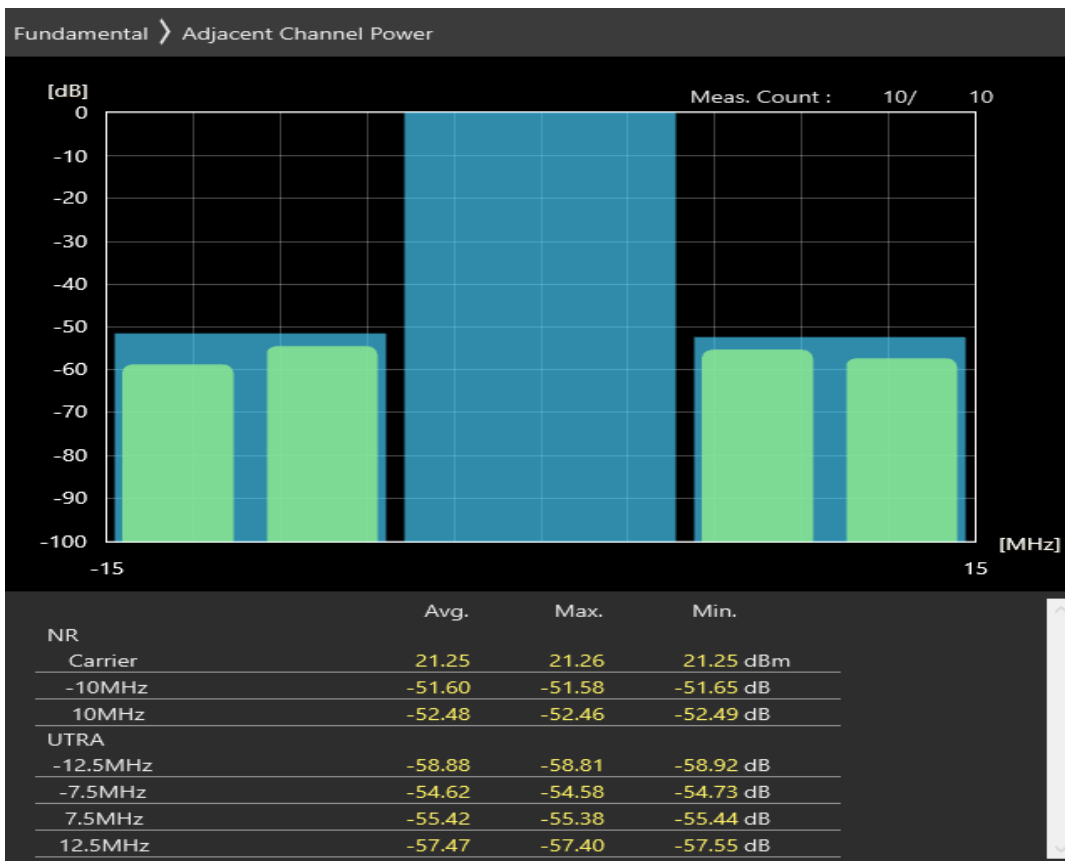 Fundamental 〉 Adjacent Channel Power
[dB]
Meas. Count : 10/ 10
0
-10
-20
-30
-40
-50
-60
-70
-80
-90
-100
[MHz]
-15 15
Avg. Max. Min.
NR
Carrier 21.25 21.26 21.25 dBm
-10MHz -51.60 -51.58 -51.65 dB
10MHz -52.48 -52.46 -52.49 dB
UTRA
-12.5MHz -58.88 -58.81 -58.92 dB
-7.5MHz -54.62 -54.58 -54.73 dB
7.5MHz -55.42 -55.38 -55.44 dB
12.5MHz -57.47 -57.40 -57.55 dB